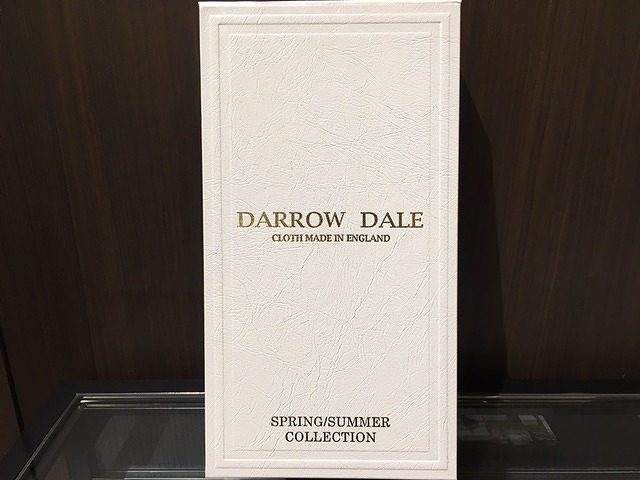 DARROW DALE
CLOTH MADE IN ENGLAND
SPRING/SUMMER
COLLECTION